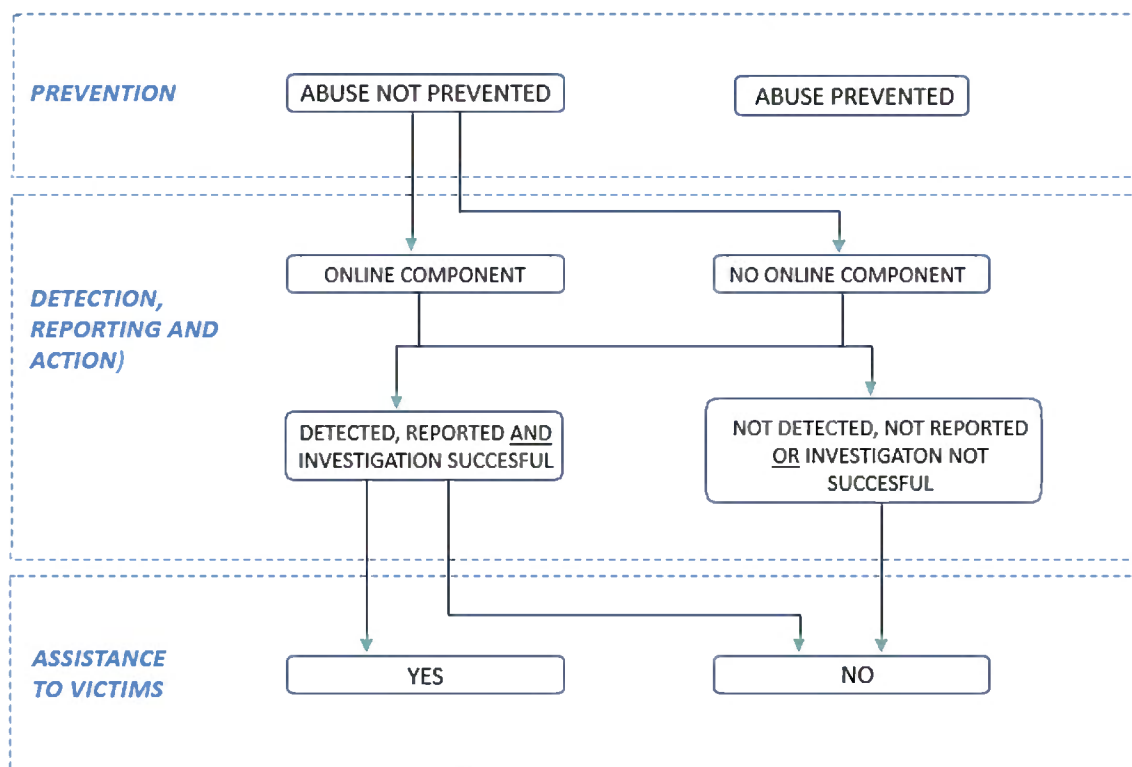 PREVENTION
ABUSE NOT PREVENTED
ABUSE PREVENTED
DETECTION,
REPORTING AND
ACTION)
ONLINE COMPONENT
NO ONLINE COMPONENT
DETECTED, REPORTED AND
INVESTIGATION SUCCESFUL
NOT DETECTED, NOT REPORTED
OR INVESTIGATON NOT
SUCCESFUL
ASSISTANCE
TO VICTIMS
YES
NO